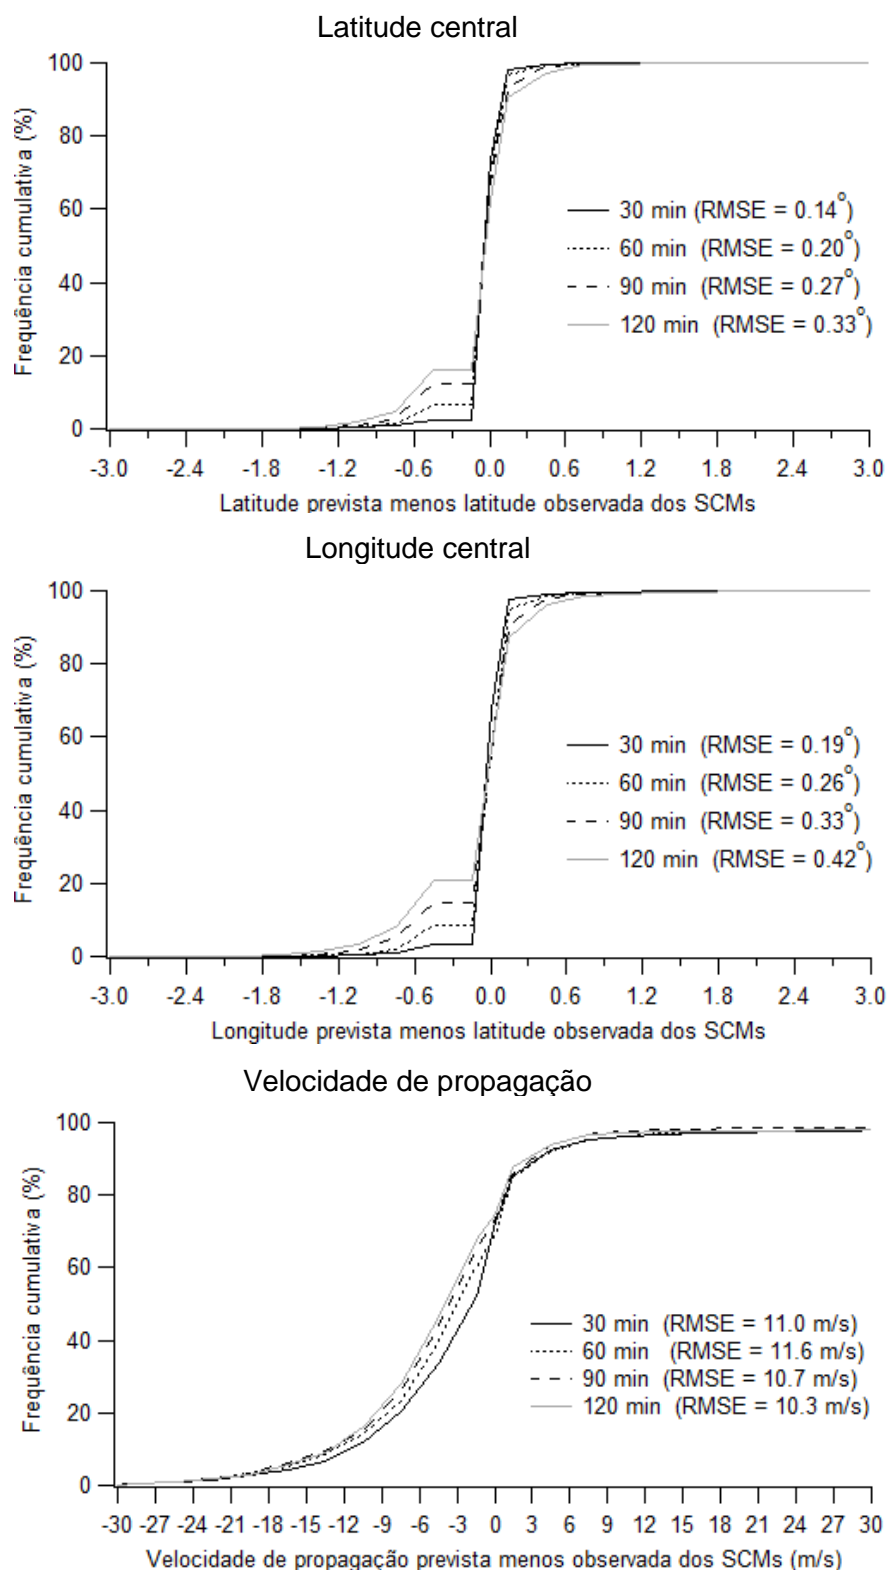 Latitude central
Frequência cumulativa (%)
100
80
60
40
20
0
30 min (RMSE = 0.14°)
60 min (RMSE = 0.20°)
90 min (RMSE = 0.27°)
120 min (RMSE = 0.33°)
-3.0 -2.4 -1.8 -1.2 -0.6 0.0 0.6 1.2 1.8 2.4 3.0
Latitude prevista menos latitude observada dos SCMs
Longitude central
Frequência cumulativa (%)
100
80
60
40
20
0
30 min (RMSE = 0.19°)
60 min (RMSE = 0.26°)
90 min (RMSE = 0.33°)
120 min (RMSE = 0.42°)
-3.0 -2.4 -1.8 -1.2 -0.6 0.0 0.6 1.2 1.8 2.4 3.0
Longitude prevista menos latitude observada dos SCMs
Velocidade de propagação
Frequência cumulativa (%)
100
80
60
40
20
0
30 min (RMSE = 11.0 m/s)
60 min (RMSE = 11.6 m/s)
90 min (RMSE = 10.7 m/s)
120 min (RMSE = 10.3 m/s)
-30 -27 -24 -21 -18 -15 -12 -9 -6 -3 0 3 6 9 12 15 18 21 24 27 30
Velocidade de propagação prevista menos observada dos SCMs (m/s)